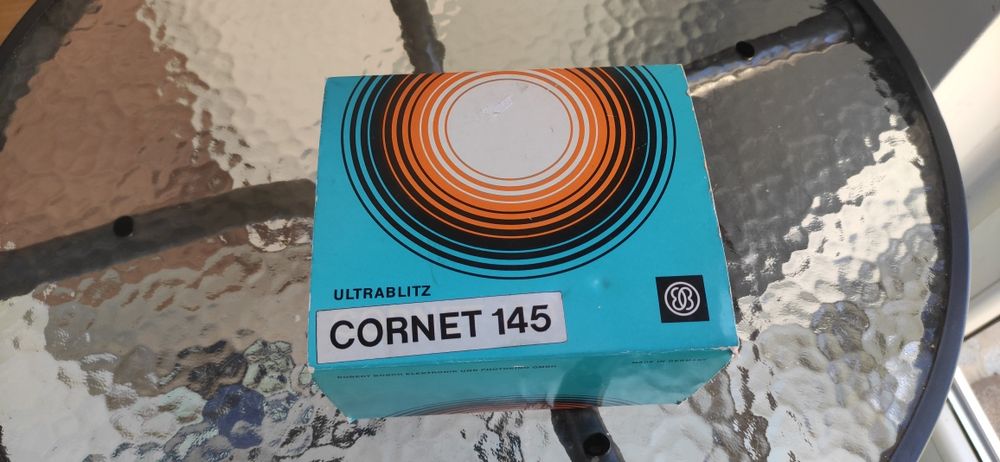 ULTRABLITZ
CORNET 145
ROBERT BOSCH ELEKTRONIK UND PHOTOKINO GMBH
MADE IN GERMANY